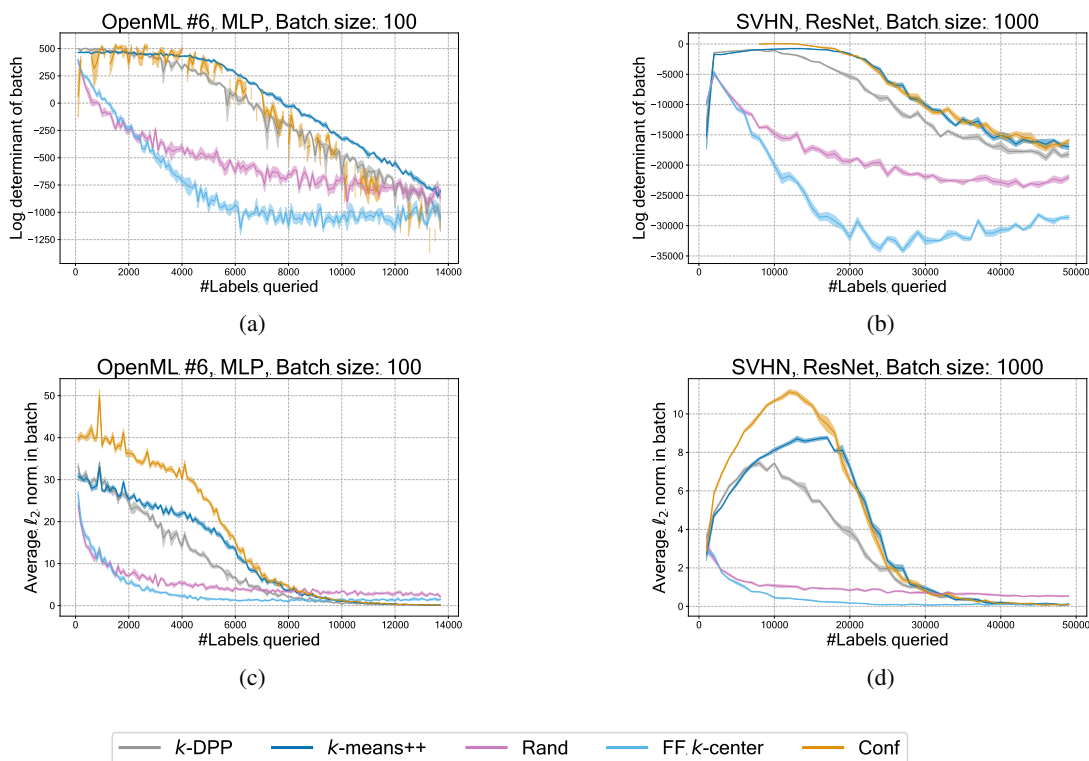 OpenML #6, MLP, Batch size: 100
Log determinant of batch
500
250
0
−250
−500
−750
−1000
−1250
0 2000 4000 6000 8000 10000 12000 14000
#Labels queried
(a)
SVHN, ResNet, Batch size: 1000
Log determinant of batch
0
−5000
−10000
−15000
−20000
−25000
−30000
−35000
0 10000 20000 30000 40000 50000
#Labels queried
(b)
OpenML #6, MLP, Batch size: 100
Average ℓ₂ norm in batch
50
40
30
20
10
0
0 2000 4000 6000 8000 10000 12000 14000
#Labels queried
(c)
SVHN, ResNet, Batch size: 1000
Average ℓ₂ norm in batch
10
8
6
4
2
0
0 10000 20000 30000 40000 50000
#Labels queried
(d)
k-DPP k-means++ Rand FF k-center Conf